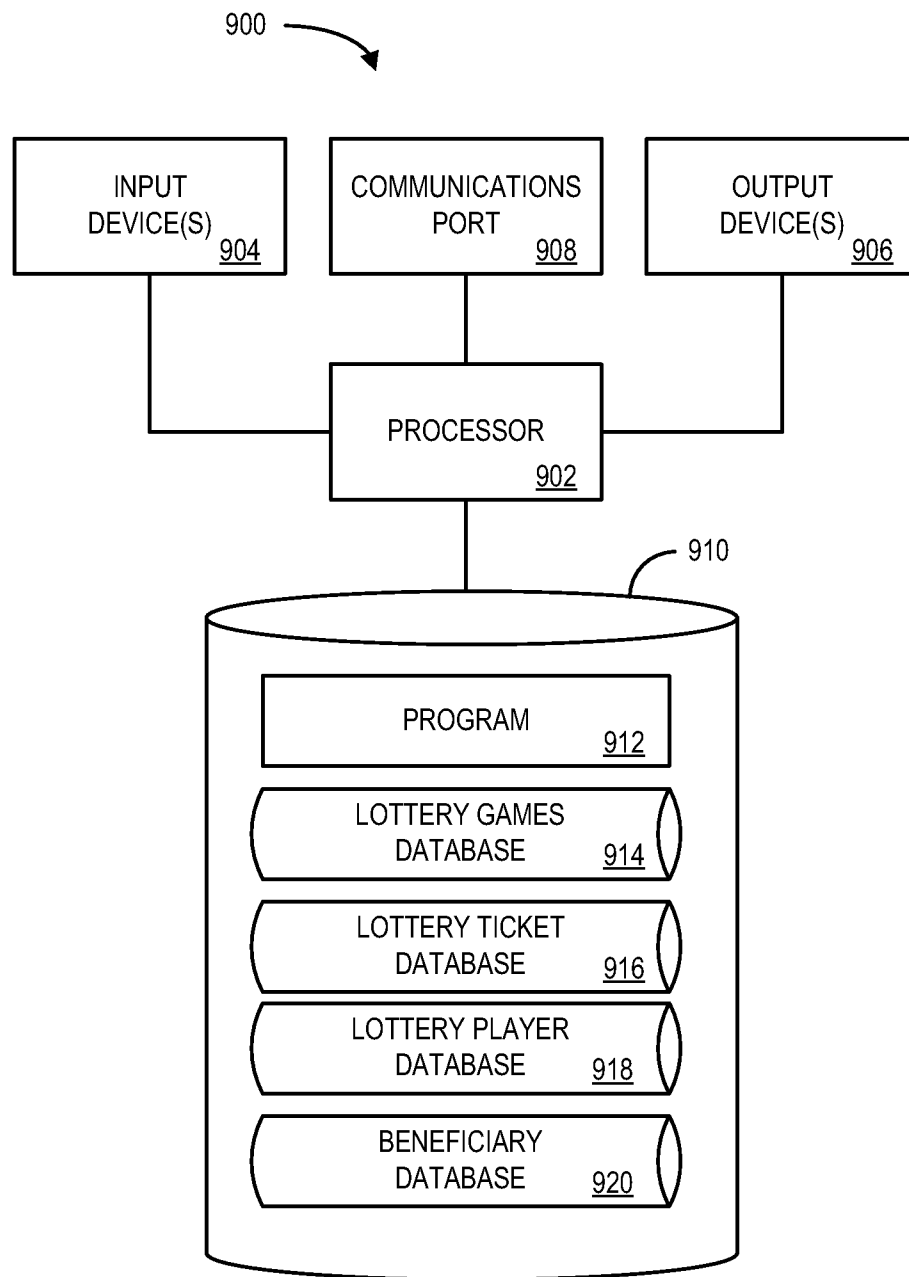 900
INPUT
DEVICE(S)
904
COMMUNICATIONS
PORT
908
OUTPUT
DEVICE(S)
906
PROCESSOR
902
910
PROGRAM
912
LOTTERY GAMES
DATABASE
914
LOTTERY TICKET
DATABASE
916
LOTTERY PLAYER
DATABASE
918
BENEFICIARY
DATABASE
920